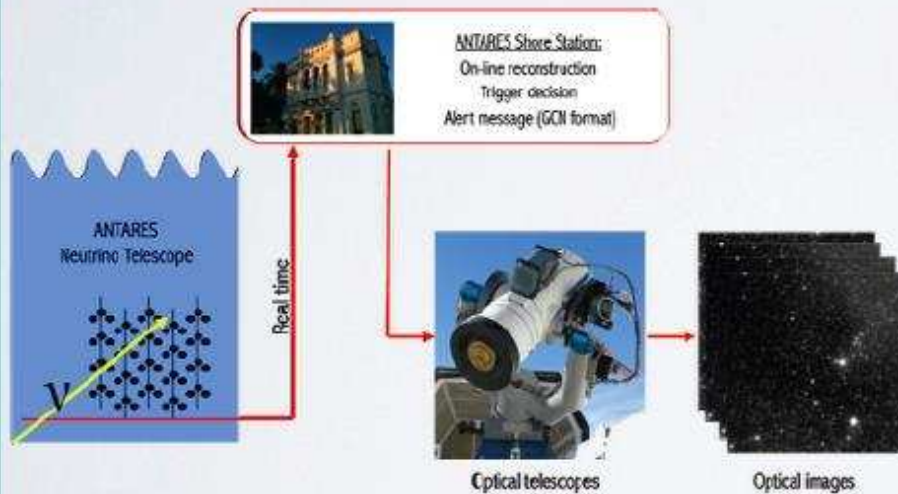 ANTARES Shore Station:
On-line reconstruction
Trigger decision
Alert message (GCN format)
ANTARES
Neutrino Telescope
ν
Real time
Optical telescopes
Optical images